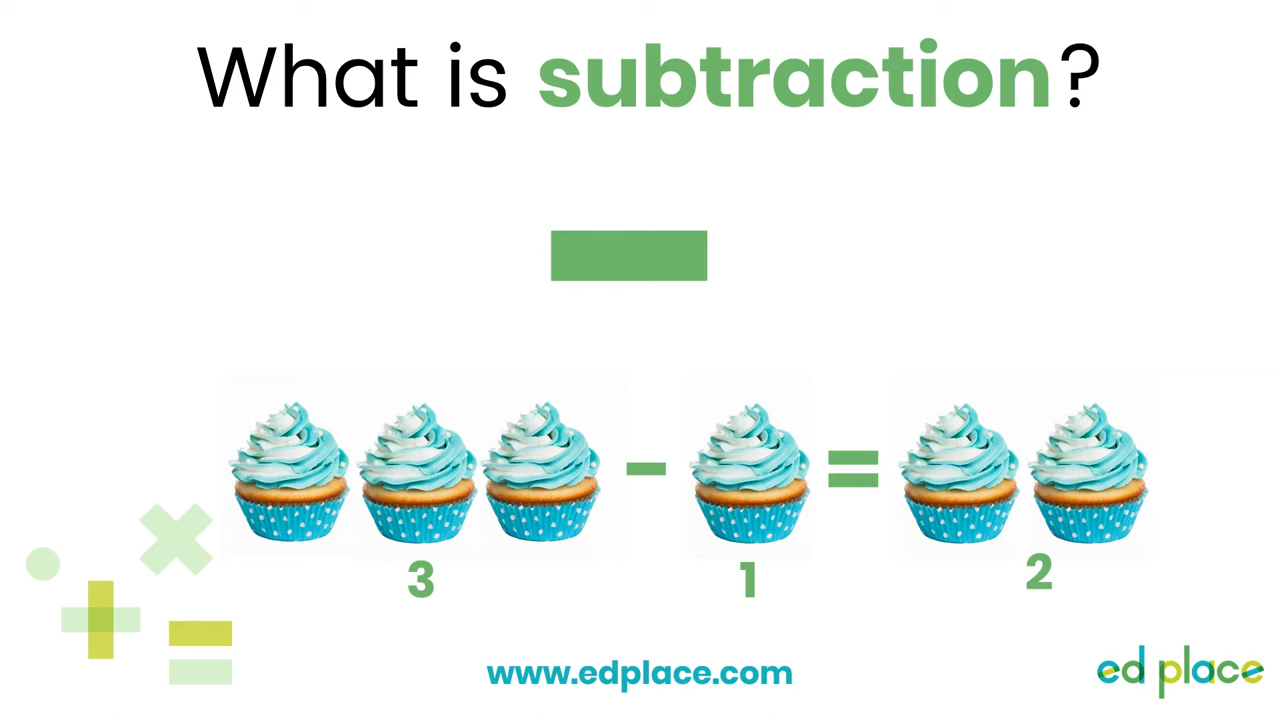 What is subtraction?
- =
3 1 2
www.edplace.com
ed place